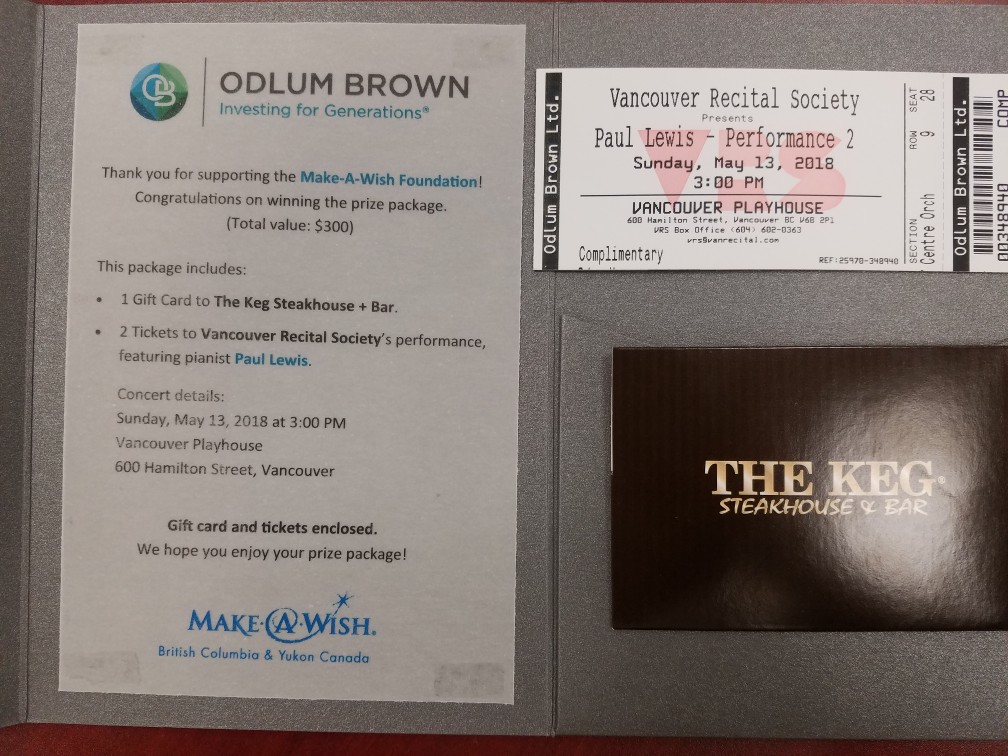 ODLUM BROWN
Investing for Generations®
Thank you for supporting the Make-A-Wish Foundation!
Congratulations on winning the prize package.
(Total value: $300)
This package includes:
• 1 Gift Card to The Keg Steakhouse + Bar.
• 2 Tickets to Vancouver Recital Society's performance,
featuring pianist Paul Lewis.
Concert details:
Sunday, May 13, 2018 at 3:00 PM
Vancouver Playhouse
600 Hamilton Street, Vancouver
Gift card and tickets enclosed.
We hope you enjoy your prize package!
MAKE-A-WISH®
British Columbia & Yukon Canada
Odlum Brown Ltd.
VRS
Vancouver Recital Society
Presents
Paul Lewis - Performance 2
Sunday, May 13, 2018
3:00 PM
VANCOUVER PLAYHOUSE
600 Hamilton Street, Vancouver BC V6B 2P1
VRS Box Office (604) 602-0363
vrs@vanrecital.com
Complimentary
REF:25970-348940
SECTION ROW SEAT
Centre Orch 9 28
Odlum Brown Ltd.
00348940 COMP
THE KEG
STEAKHOUSE & BAR